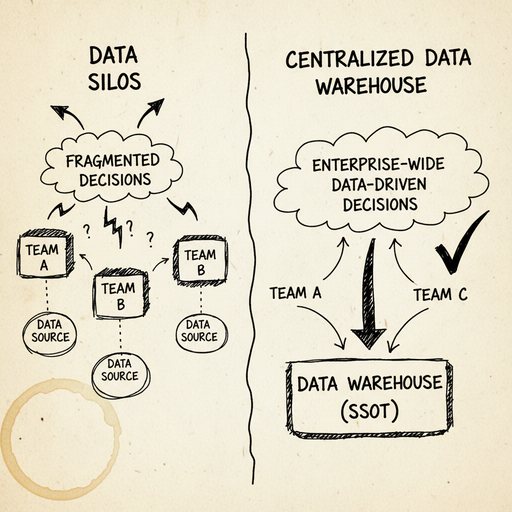 DATA
SILOS
FRAGMENTED
DECISIONS
?
?
?
TEAM
A
TEAM
B
TEAM
B
DATA
SOURCE
DATA
SOURCE
DATA
SOURCE
CENTRALIZED DATA
WAREHOUSE
ENTERPRISE-WIDE
DATA-DRIVEN
DECISIONS
TEAM A
TEAM C
DATA WAREHOUSE
(SSOT)